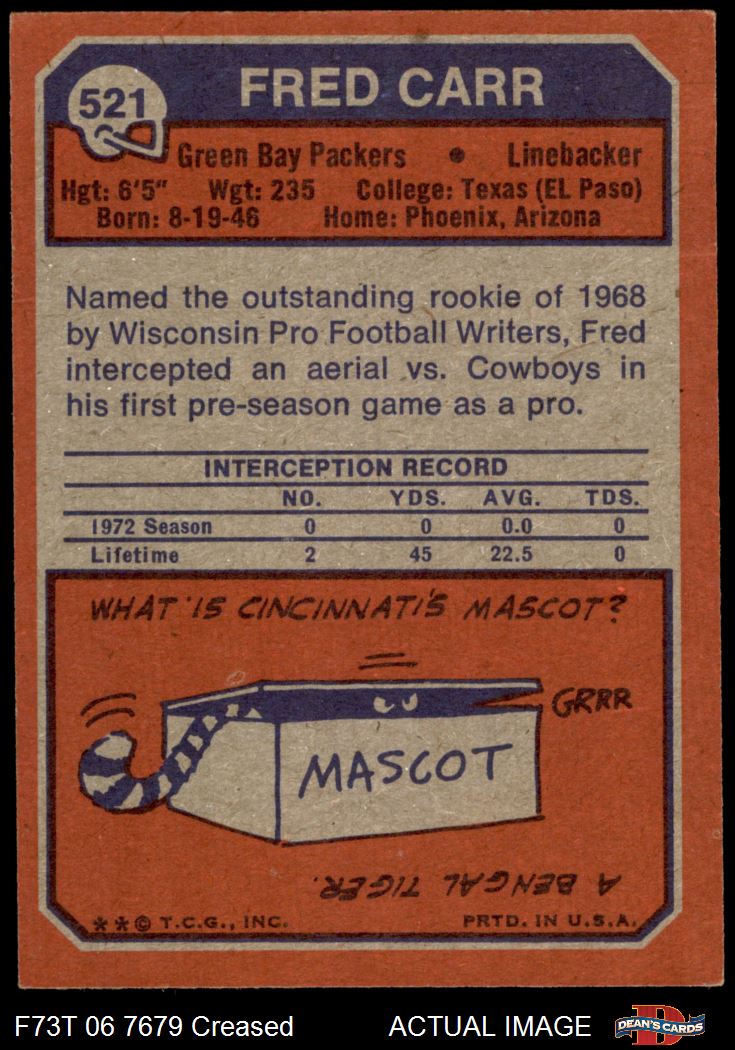 521
FRED CARR
Green Bay Packers • Linebacker
Hgt: 6'5" Wgt: 235 College: Texas (EL Paso)
Born: 8-19-46 Home: Phoenix, Arizona
Named the outstanding rookie of 1968
by Wisconsin Pro Football Writers, Fred
intercepted an aerial vs. Cowboys in
his first pre-season game as a pro.
INTERCEPTION RECORD
NO. YDS. AVG. TDS.
1972 Season 0 0 0.0 0
Lifetime 2 45 22.5 0
WHAT IS CINCINNATI'S MASCOT?
GRRR
MASCOT
A BENGAL TIGER.
**© T.C.G., INC. PRTD. IN U.S.A.
F73T 06 7679 Creased ACTUAL IMAGE
D
DEAN'S CARDS